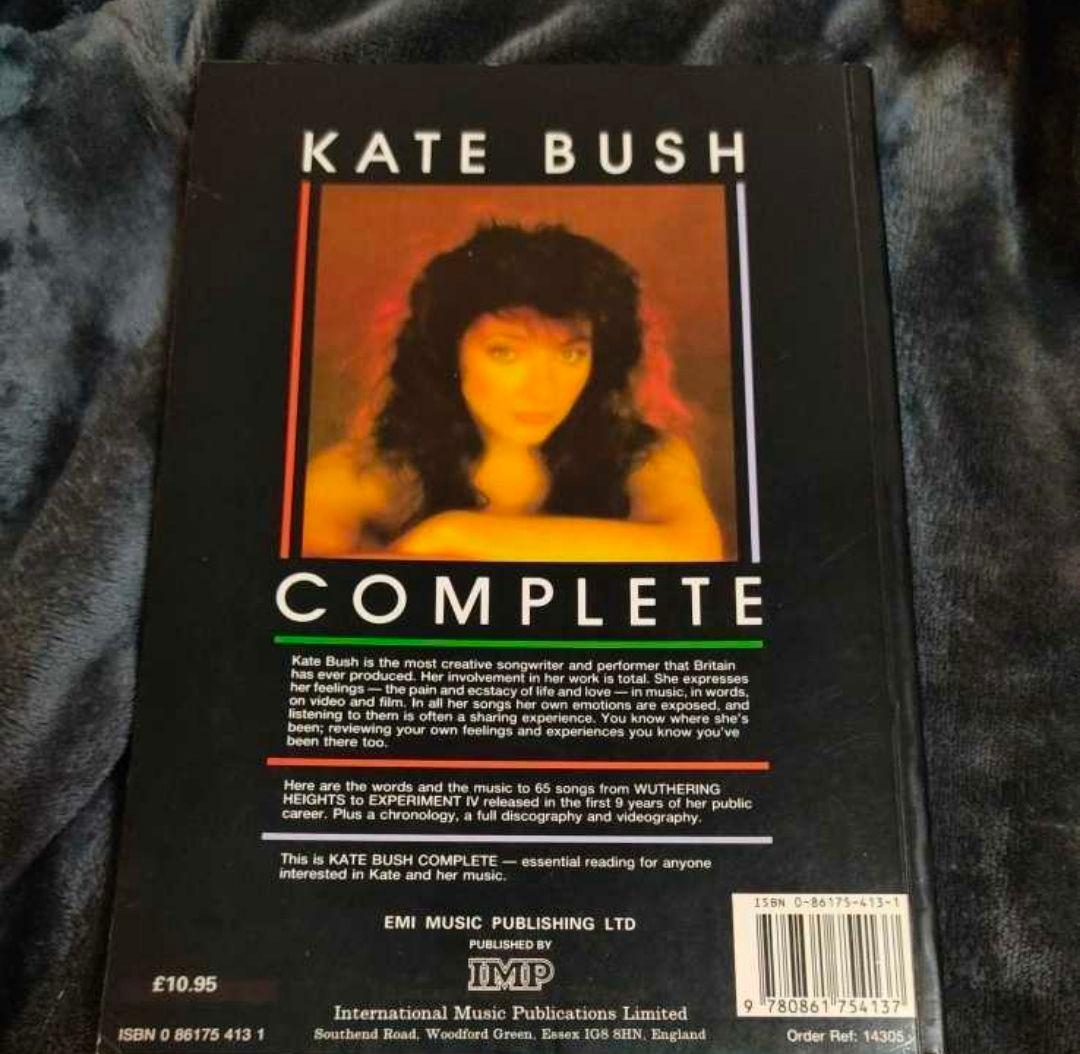 KATE BUSH
COMPLETE
Kate Bush is the most creative songwriter and performer that Britain
has ever produced. Her involvement in her work is total. She expresses
her feelings — the pain and ecstacy of life and love — in music, in words,
on video and film. In all her songs her own emotions are exposed, and
listening to them is often a sharing experience. You know where she's
been; reviewing your own feelings and experiences you know you've
been there too.
Here are the words and the music to 65 songs from WUTHERING
HEIGHTS to EXPERIMENT IV released in the first 9 years of her public
career. Plus a chronology, a full discography and videography.
This is KATE BUSH COMPLETE — essential reading for anyone
interested in Kate and her music.
EMI MUSIC PUBLISHING LTD
PUBLISHED BY
IMP
International Music Publications Limited
Southend Road, Woodford Green, Essex IG8 8HN, England
£10.95
ISBN 0 86175 413 1
ISBN 0-86175-413-1
9 780861 754137
Order Ref: 14305